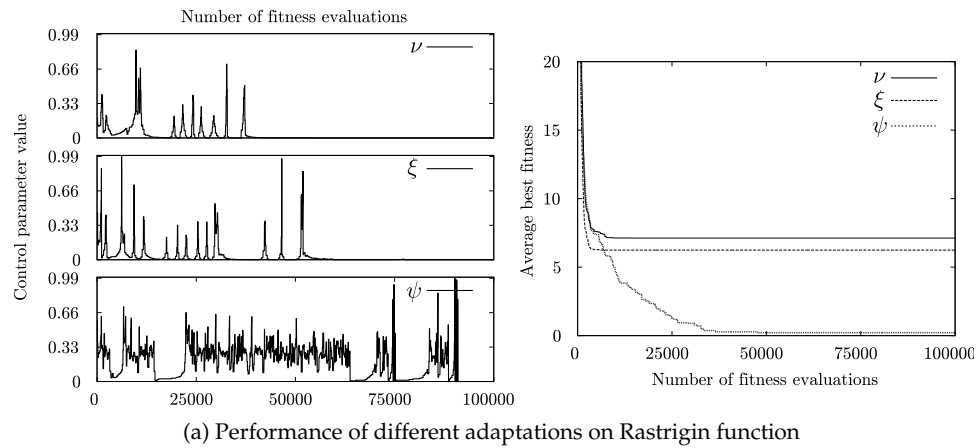 Number of fitness evaluations
Control parameter value
0.99
0.66
0.33
0
ν
0.99
0.66
0.33
0
ξ
0.99
0.66
0.33
0
ψ
0 25000 50000 75000 100000
Average best fitness
20
15
10
5
0
ν
ξ
ψ
0 25000 50000 75000 100000
Number of fitness evaluations
(a) Performance of different adaptations on Rastrigin function